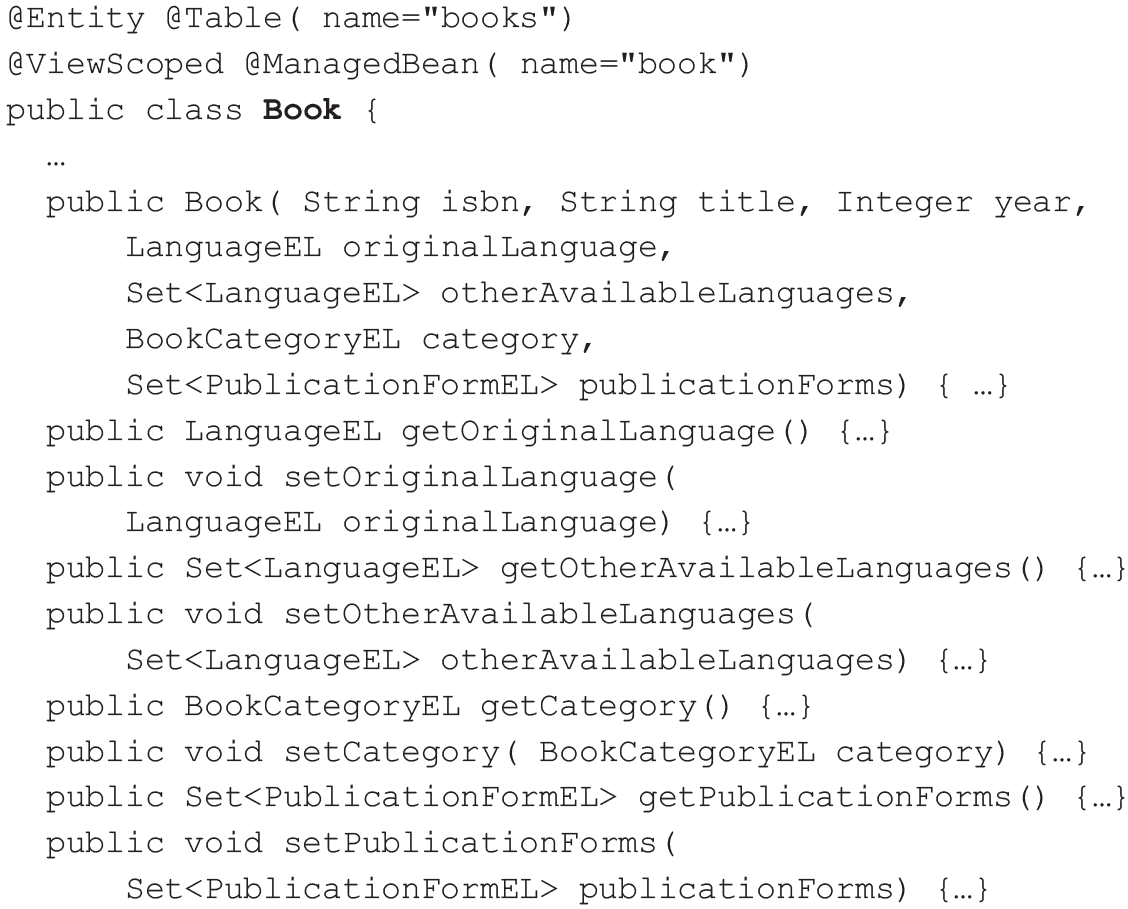 @Entity @Table( name="books")
@ViewScoped @ManagedBean( name="book")
public class Book {
  …
  public Book( String isbn, String title, Integer year,
      LanguageEL originalLanguage,
      Set<LanguageEL> otherAvailableLanguages,
      BookCategoryEL category,
      Set<PublicationFormEL> publicationForms) { …}
  public LanguageEL getOriginalLanguage() {…}
  public void setOriginalLanguage(
      LanguageEL originalLanguage) {…}
  public Set<LanguageEL> getOtherAvailableLanguages() {…}
  public void setOtherAvailableLanguages(
      Set<LanguageEL> otherAvailableLanguages) {…}
  public BookCategoryEL getCategory() {…}
  public void setCategory( BookCategoryEL category) {…}
  public Set<PublicationFormEL> getPublicationForms() {…}
  public void setPublicationForms(
      Set<PublicationFormEL> publicationForms) {…}